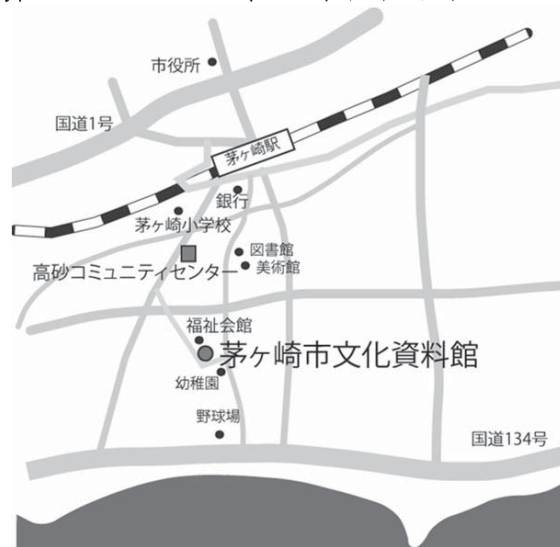 市役所
国道1号
茅ヶ崎駅
銀行
茅ヶ崎小学校
図書館
高砂コミュニティセンター
美術館
福祉会館
茅ヶ崎市文化資料館
幼稚園
野球場
国道134号